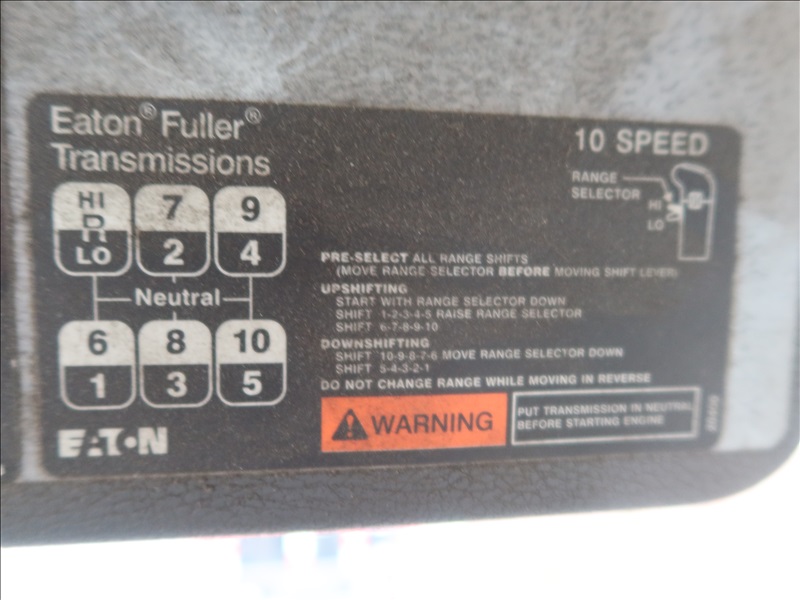 Eaton® Fuller®
Transmissions
10 SPEED
RANGE
SELECTOR
HI
LO
HI
R
LO
7
2
9
4
Neutral
6
1
8
3
10
5
EATON
PRE-SELECT ALL RANGE SHIFTS
(MOVE RANGE SELECTOR BEFORE MOVING SHIFT LEVER)
UPSHIFTING
START WITH RANGE SELECTOR DOWN
SHIFT 1-2-3-4-5 RAISE RANGE SELECTOR
SHIFT 6-7-8-9-10
DOWNSHIFTING
SHIFT 10-9-8-7-6 MOVE RANGE SELECTOR DOWN
SHIFT 5-4-3-2-1
DO NOT CHANGE RANGE WHILE MOVING IN REVERSE
WARNING
PUT TRANSMISSION IN NEUTRAL
BEFORE STARTING ENGINE